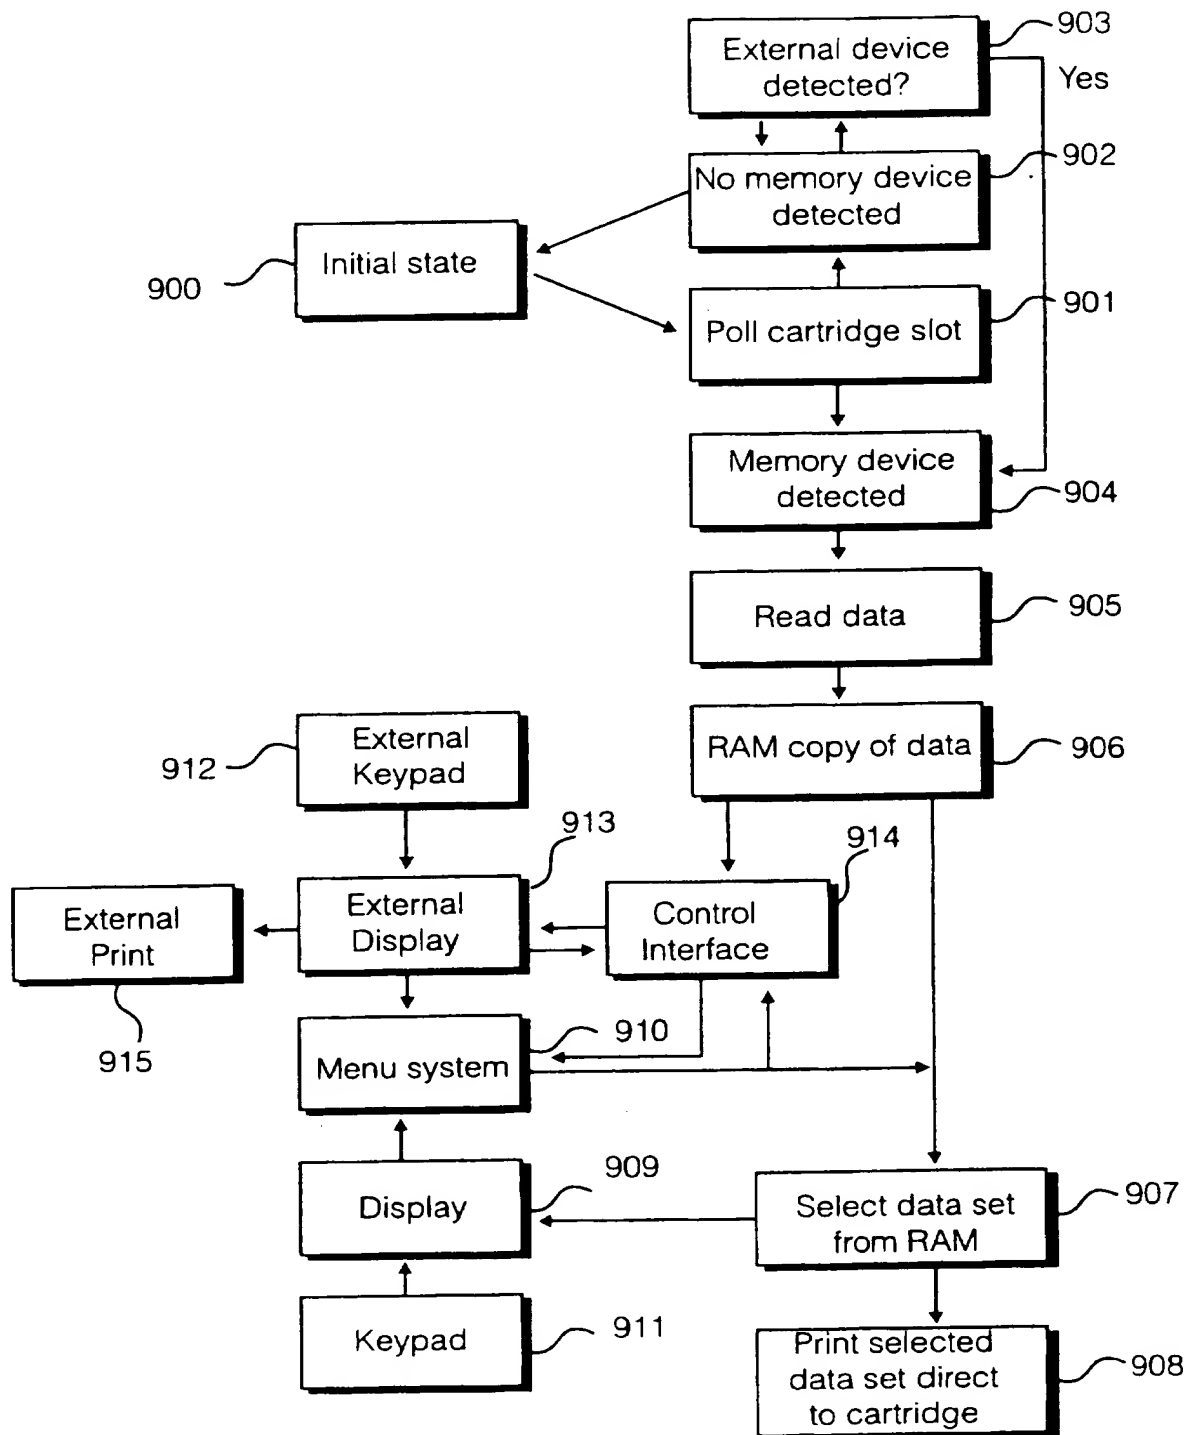 903
External device
detected?
Yes
902
No memory device
detected
Initial state
900
901
Poll cartridge slot
Memory device
detected
904
Read data
905
RAM copy of data
906
External
Keypad
912
913
914
External
Display
Control
Interface
External
Print
915
910
Menu system
909
Display
Select data set
from RAM
907
Keypad
911
Print selected
data set direct
to cartridge
908